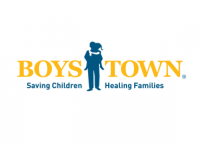 BOYS TOWN®
Saving Children Healing Families